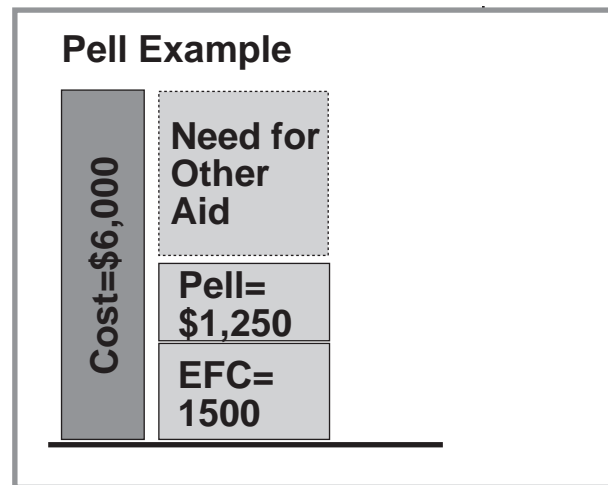 Pell Example
Cost=$6,000
Need for
Other
Aid
Pell=
$1,250
EFC=
1500